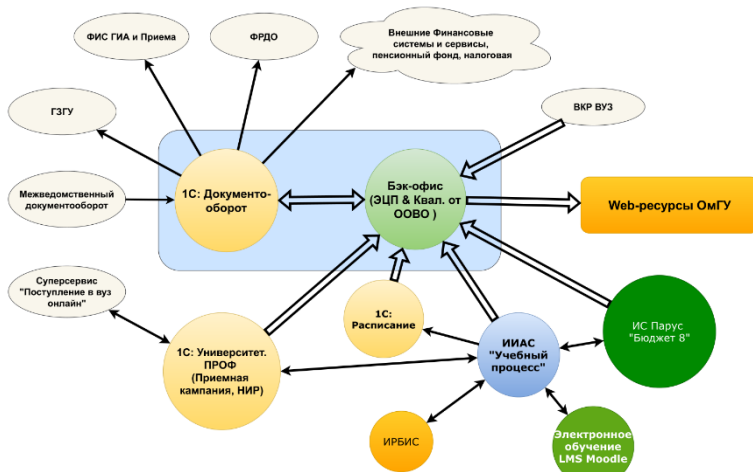 ФИС ГИА и Приема
ФРДО
Внешние Финансовые
системы и сервисы,
пенсионный фонд, налоговая
ГЗГУ
ВКР ВУЗ
Межведомственный
документооборот
1С: Документо-
оборот
Бэк-офис
(ЭЦП & Квал. от
ООВО )
Web-ресурсы ОмГУ
Суперсервис
"Поступление в вуз
онлайн"
1С:
Расписание
ИС Парус
"Бюджет 8"
1С: Университет.
ПРОФ
(Приемная
кампания, НИР)
ИИАС
"Учебный
процесс"
ИРБИС
Электронное
обучение
LMS Moodle